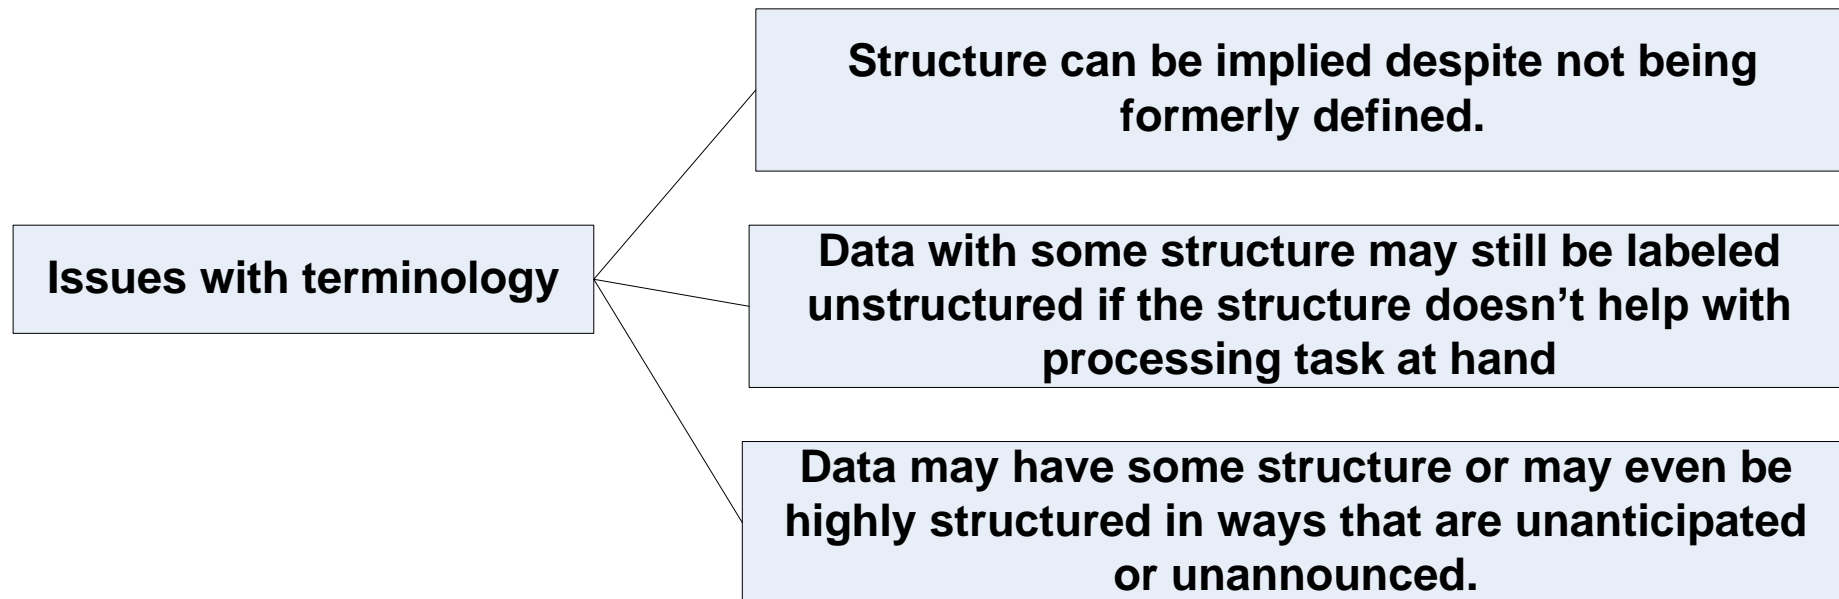 Structure can be implied despite not being
formerly defined.
Issues with terminology
Data with some structure may still be labeled
unstructured if the structure doesn’t help with
processing task at hand
Data may have some structure or may even be
highly structured in ways that are unanticipated
or unannounced.